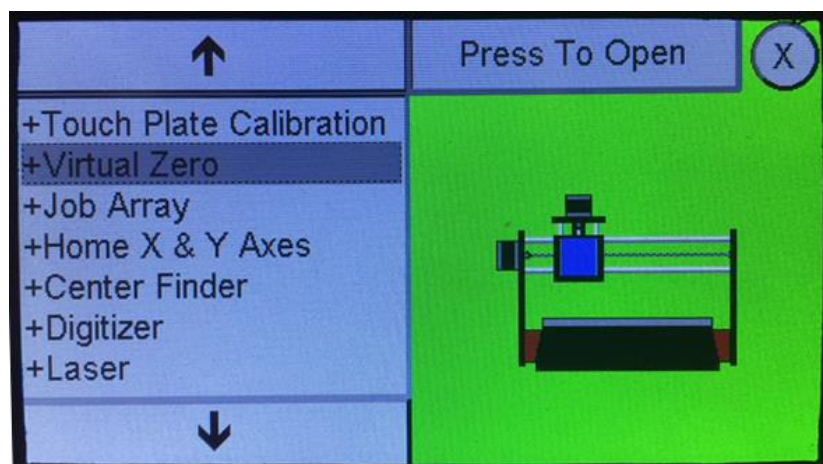 Press To Open
X
+Touch Plate Calibration
+Virtual Zero
+Job Array
+Home X & Y Axes
+Center Finder
+Digitizer
+Laser